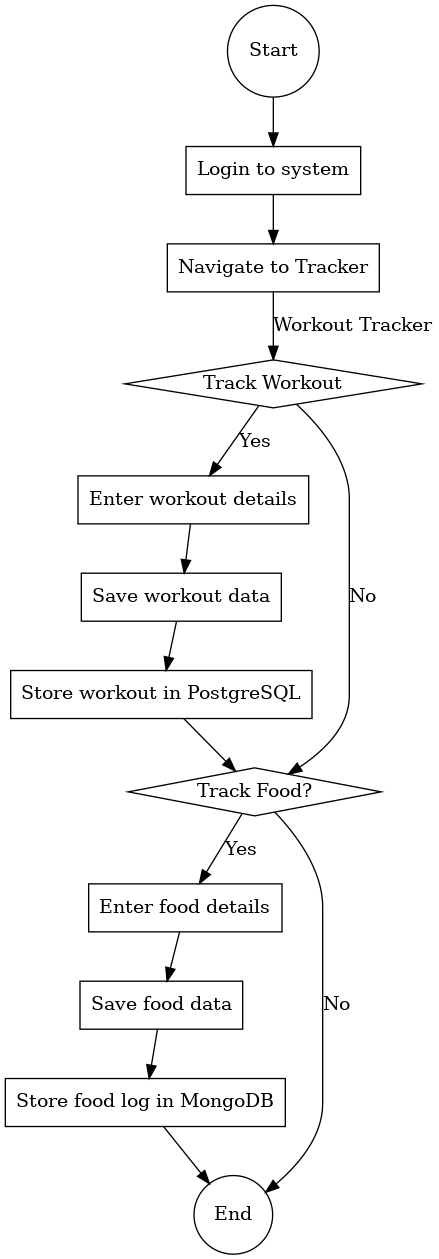 Start
Login to system
Navigate to Tracker
Workout Tracker
Track Workout
Yes
Enter workout details
Save workout data
No
Store workout in PostgreSQL
Track Food?
Yes
Enter food details
Save food data
No
Store food log in MongoDB
End